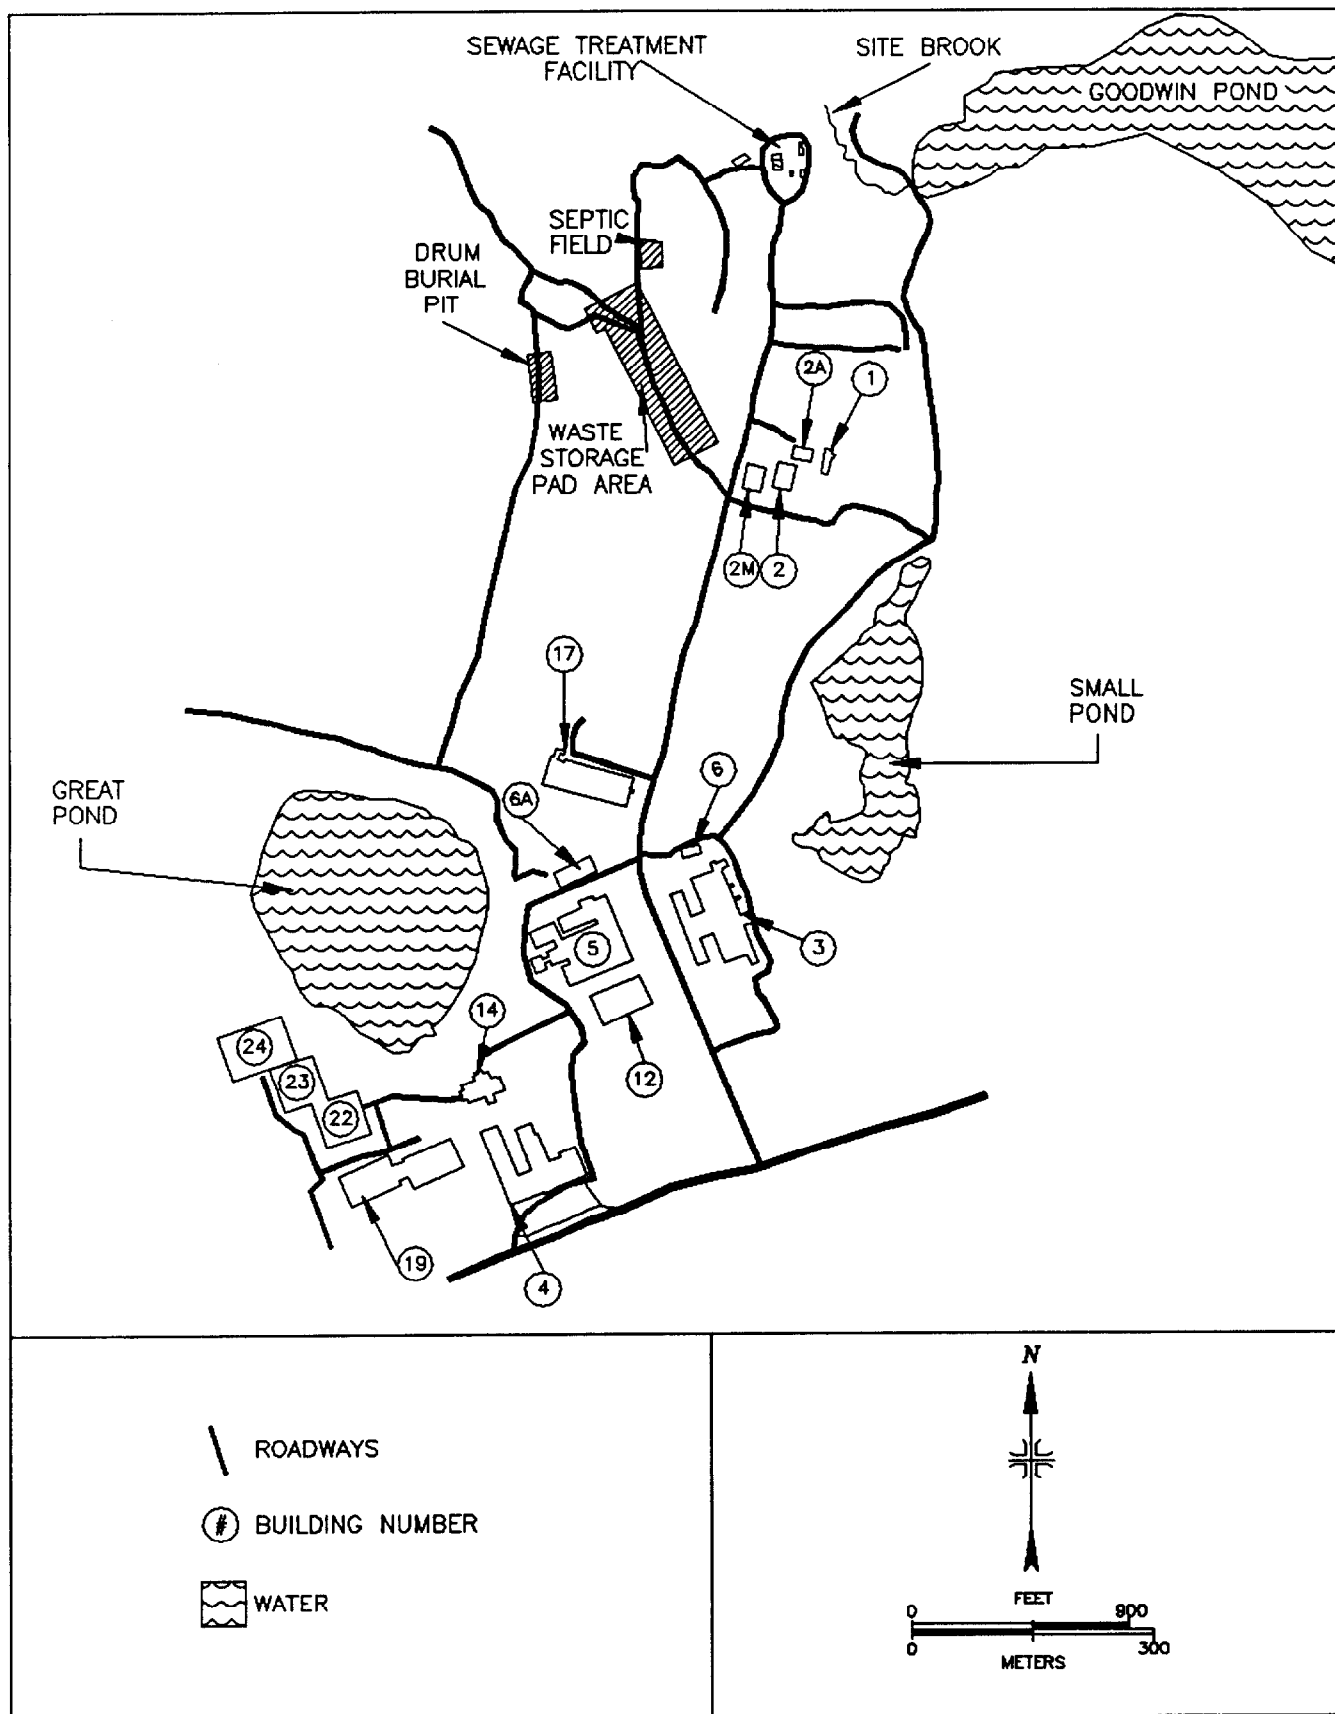 SEWAGE TREATMENT
FACILITY
SITE BROOK
GOODWIN POND
SEPTIC
FIELD
DRUM
BURIAL
PIT
2A
1
WASTE
STORAGE
PAD AREA
2M
2
17
SMALL
POND
6
6A
GREAT
POND
5
3
14
24
23
22
12
19
4
ROADWAYS
# BUILDING NUMBER
WATER
N
FEET
0 900
0 300
METERS